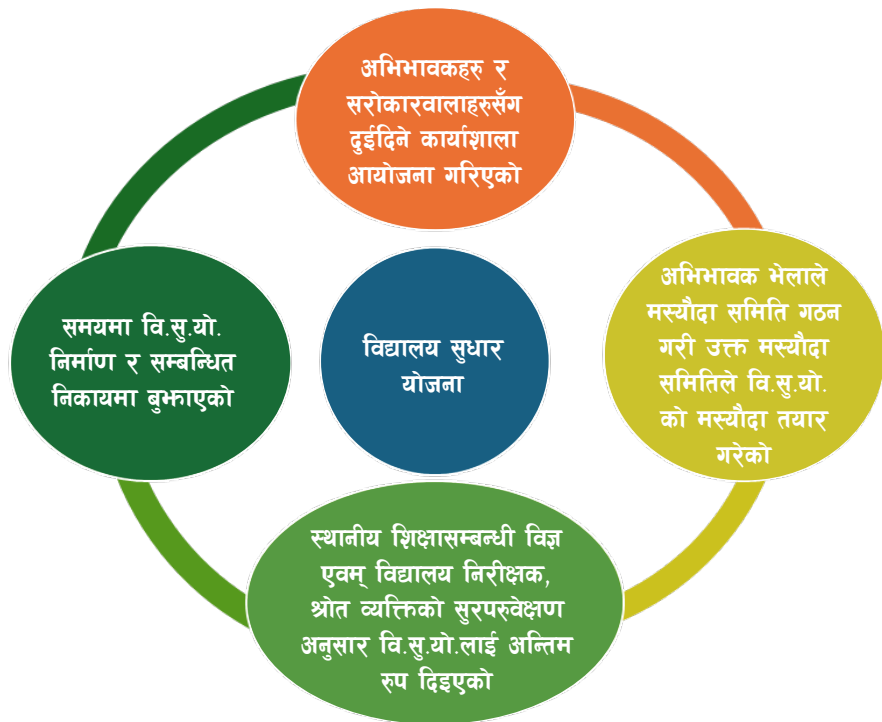 अभिभावकहरु र
सरोकारवालाहरुसँग
दुईदिने कार्याशाला
आयोजना गरिएको
अभिभावक भेलाले
मस्यौदा समिति गठन
गरी उक्त मस्यौदा
समितिले वि.सु.यो.
को मस्यौदा तयार
गरेको
स्थानीय शिक्षासम्बन्धी विज्ञ
एवम् विद्यालय निरीक्षक,
श्रोत व्यक्तिको सुरपरुवेक्षण
अनुसार वि.सु.यो.लाई अन्तिम
रुप दिइएको
समयमा वि.सु.यो.
निर्माण र सम्बन्धित
निकायमा बुझाएको
विद्यालय सुधार
योजना